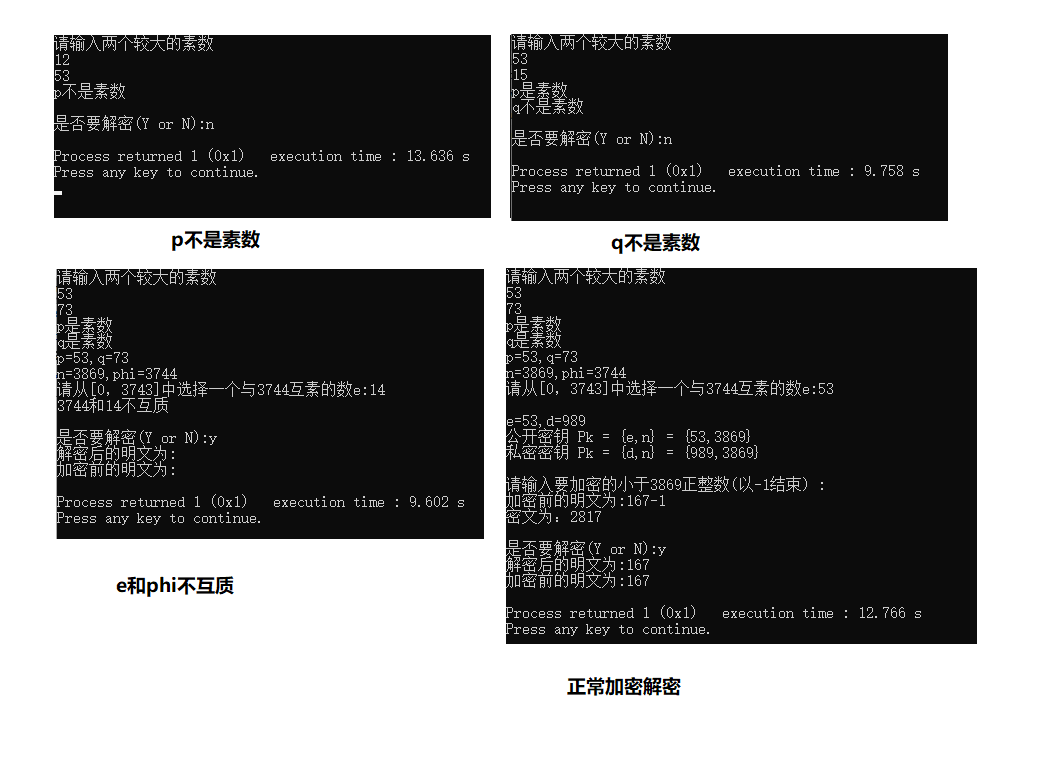 请输入两个较大的素数
12
53
p不是素数
是否要解密(Y or N):n
Process returned 1 (0x1)   execution time : 13.636 s
Press any key to continue.
p不是素数
请输入两个较大的素数
53
15
p是素数
q不是素数
是否要解密(Y or N):n
Process returned 1 (0x1)   execution time : 9.758 s
Press any key to continue.
q不是素数
请输入两个较大的素数
53
73
p是素数
q是素数
p=53,q=73
n=3869,phi=3744
请从[0, 3743]中选择一个与3744互素的数e:14
3744和14不互质
是否要解密(Y or N):y
解密后的明文为:
加密前的明文为:
Process returned 1 (0x1)   execution time : 9.602 s
Press any key to continue.
e和phi不互质
请输入两个较大的素数
53
73
p是素数
q是素数
p=53,q=73
n=3869,phi=3744
请从[0, 3743]中选择一个与3744互素的数e:53
e=53,d=989
公开密钥 Pk = {e,n} = {53,3869}
私密密钥 Pk = {d,n} = {989,3869}
请输入要加密的小于3869正整数(以-1结束) :
加密前的明文为:167-1
密文为: 2817
是否要解密(Y or N):y
解密后的明文为:167
加密前的明文为:167
Process returned 1 (0x1)   execution time : 12.766 s
Press any key to continue.
正常加密解密